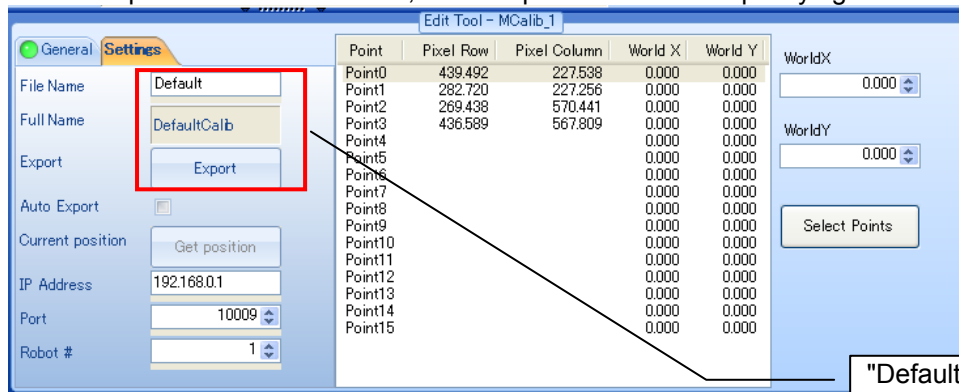 Edit Tool - MCalib_1
General Settings
File Name Default
Full Name DefaultCalib
Export Export
Auto Export
Current position Get position
IP Address 192.168.0.1
Port 10009
Robot # 1
Point Pixel Row Pixel Column World X World Y
Point0 439.492 227.538 0.000 0.000
Point1 282.720 227.256 0.000 0.000
Point2 269.438 570.441 0.000 0.000
Point3 436.589 567.809 0.000 0.000
Point4 0.000 0.000
Point5 0.000 0.000
Point6 0.000 0.000
Point7 0.000 0.000
Point8 0.000 0.000
Point9 0.000 0.000
Point10 0.000 0.000
Point11 0.000 0.000
Point12 0.000 0.000
Point13 0.000 0.000
Point14 0.000 0.000
Point15 0.000 0.000
WorldX
0.000
WorldY
0.000
Select Points
"Default